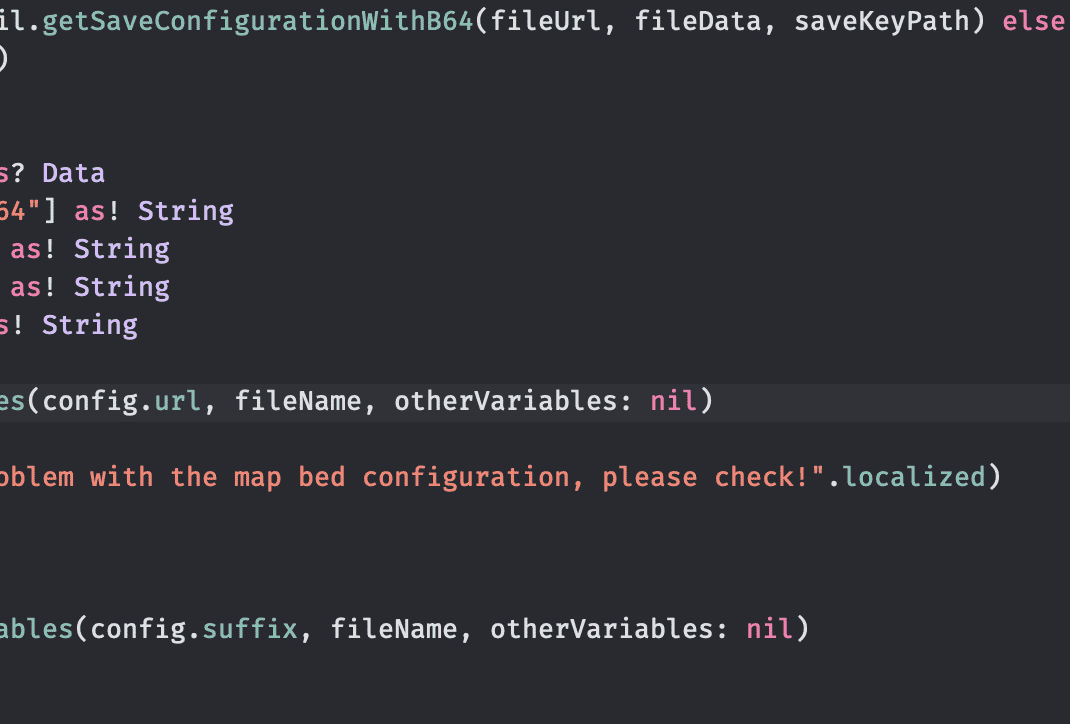 il.getSaveConfigurationWithB64(fileUrl, fileData, saveKeyPath) else
)
s? Data
64"] as! String
as! String
as! String
s! String
es(config.url, fileName, otherVariables: nil)
oblem with the map bed configuration, please check!".localized)
ables(config.suffix, fileName, otherVariables: nil)